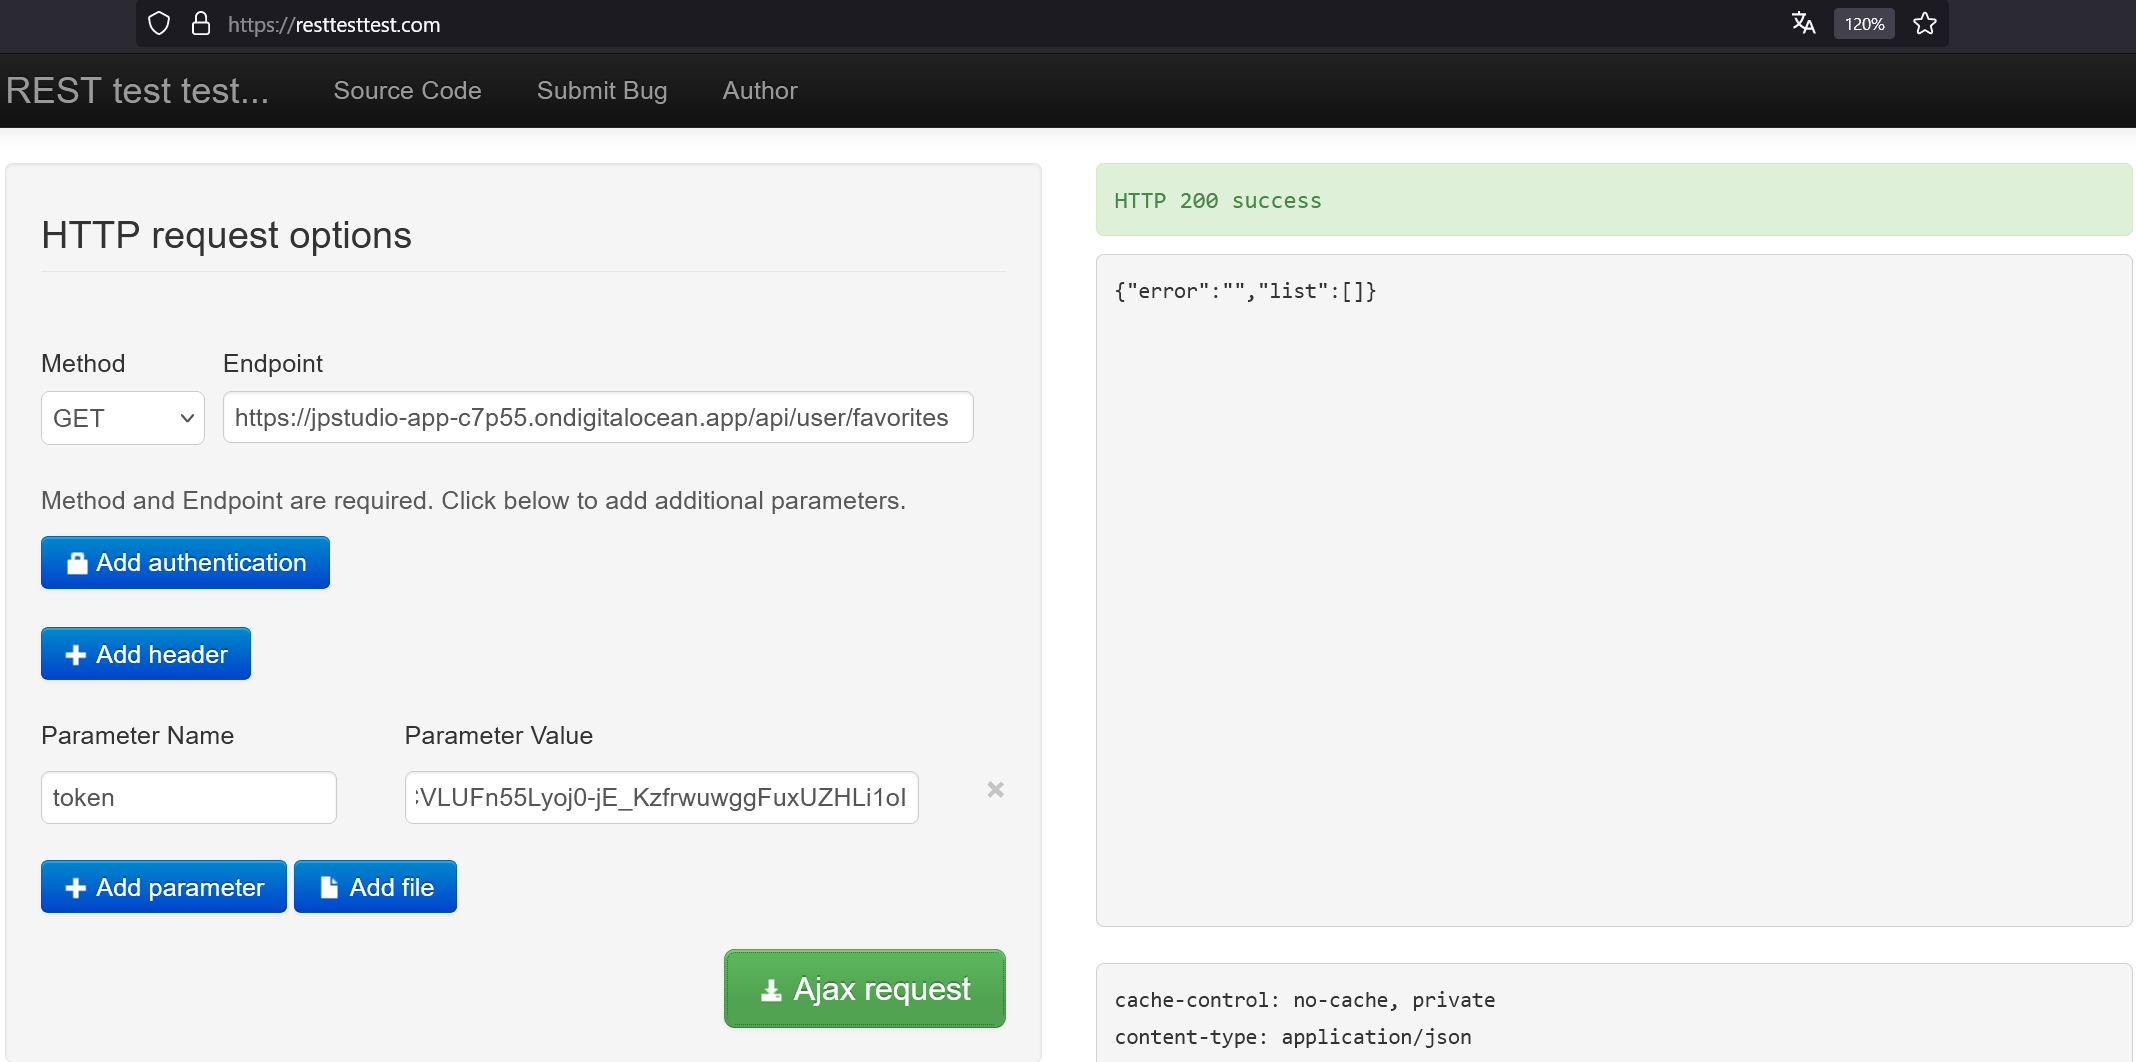 https://resttesttest.com
120%
REST test test... Source Code Submit Bug Author
HTTP request options
Method Endpoint
GET https://jpstudio-app-c7p55.ondigitalocean.app/api/user/favorites
Method and Endpoint are required. Click below to add additional parameters.
Add authentication
Add header
Parameter Name Parameter Value
token VLUFn55Lyoj0-jE_KzfrwuwggFuxUZHLi1oI
Add parameter Add file
Ajax request
HTTP 200 success
{"error":"","list":[]}
cache-control: no-cache, private
content-type: application/json